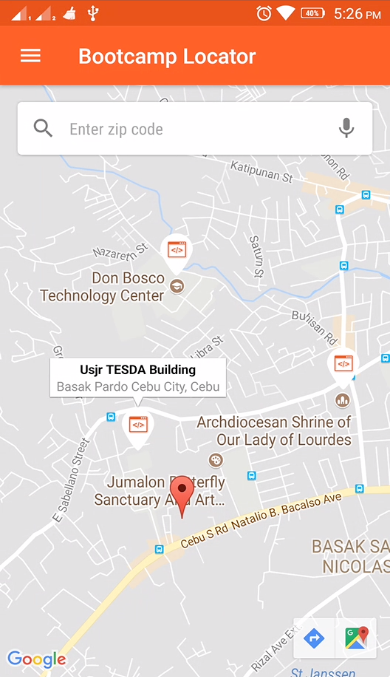 1 2 40% 5:26 PM
Bootcamp Locator
Enter zip code
Katipunan St
Nazareth St
Saturn St
Don Bosco
Technology Center
Buhisan Rd
Libra St
Usjr TESDA Building
Basak Pardo Cebu City, Cebu
Archdiocesan Shrine of
Our Lady of Lourdes
E Sabellano Street
Jumalon Butterfly
Sanctuary And Art...
Cebu S Rd Natalio B. Bacalso Ave
BASAK SA
NICOLAS
Rizal Ave Ext
Google
St. Janssen